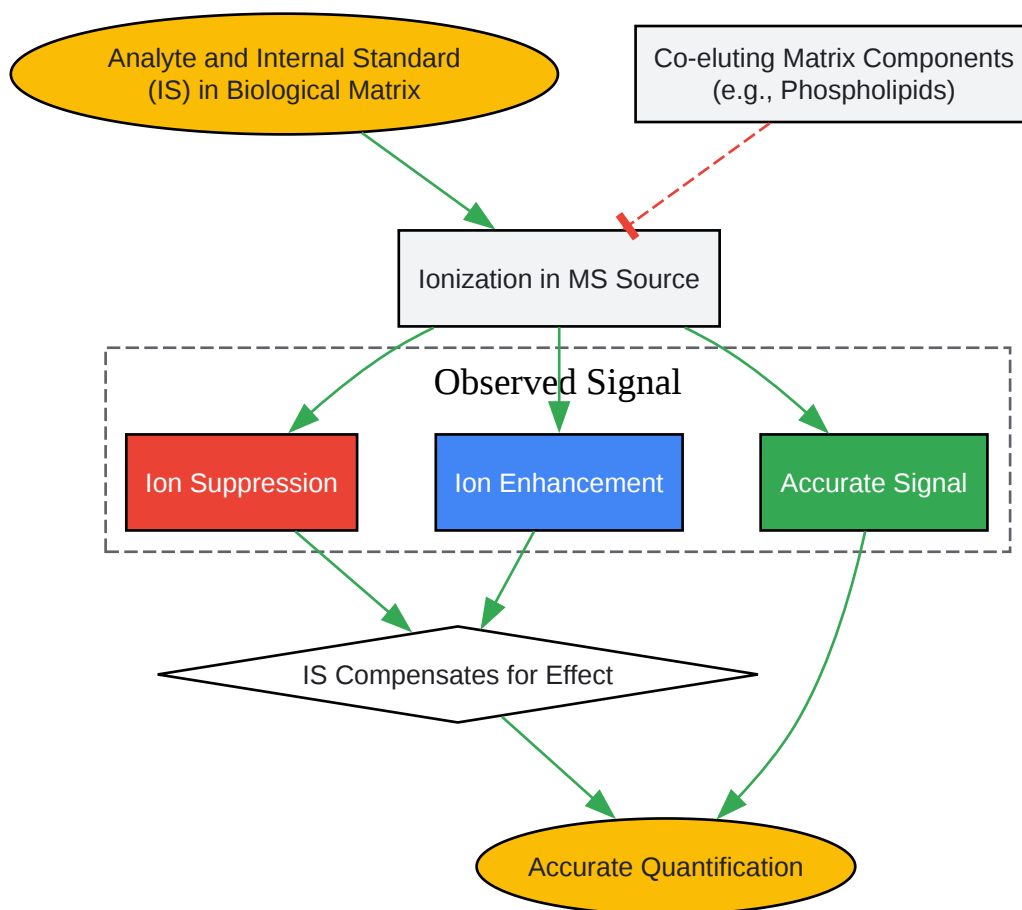 Analyte and Internal Standard
(IS) in Biological Matrix
Co-eluting Matrix Components
(e.g., Phospholipids)
Ionization in MS Source
Observed Signal
Ion Suppression
Ion Enhancement
Accurate Signal
IS Compensates for Effect
Accurate Quantification